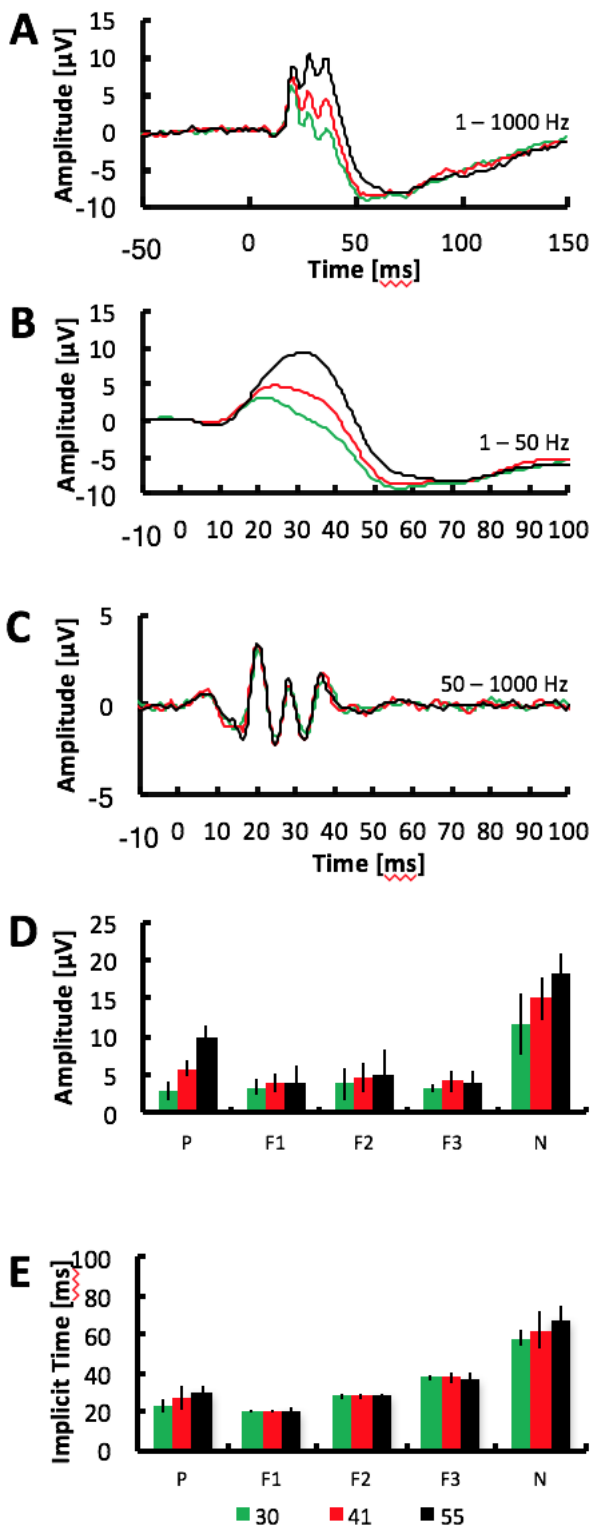 A
Amplitude [µV]
15
10
5
0
-5
-10
1 – 1000 Hz
-50 0 50 100 150
Time [ms]
B
Amplitude [µV]
15
10
5
0
-5
-10
1 – 50 Hz
-10 0 10 20 30 40 50 60 70 80 90 100
C
Amplitude [µV]
5
0
-5
50 – 1000 Hz
-10 0 10 20 30 40 50 60 70 80 90 100
Time [ms]
D
Amplitude [µV]
25
20
15
10
5
0
P F1 F2 F3 N
E
Implicit Time [ms]
100
80
60
40
20
0
P F1 F2 F3 N
30 41 55